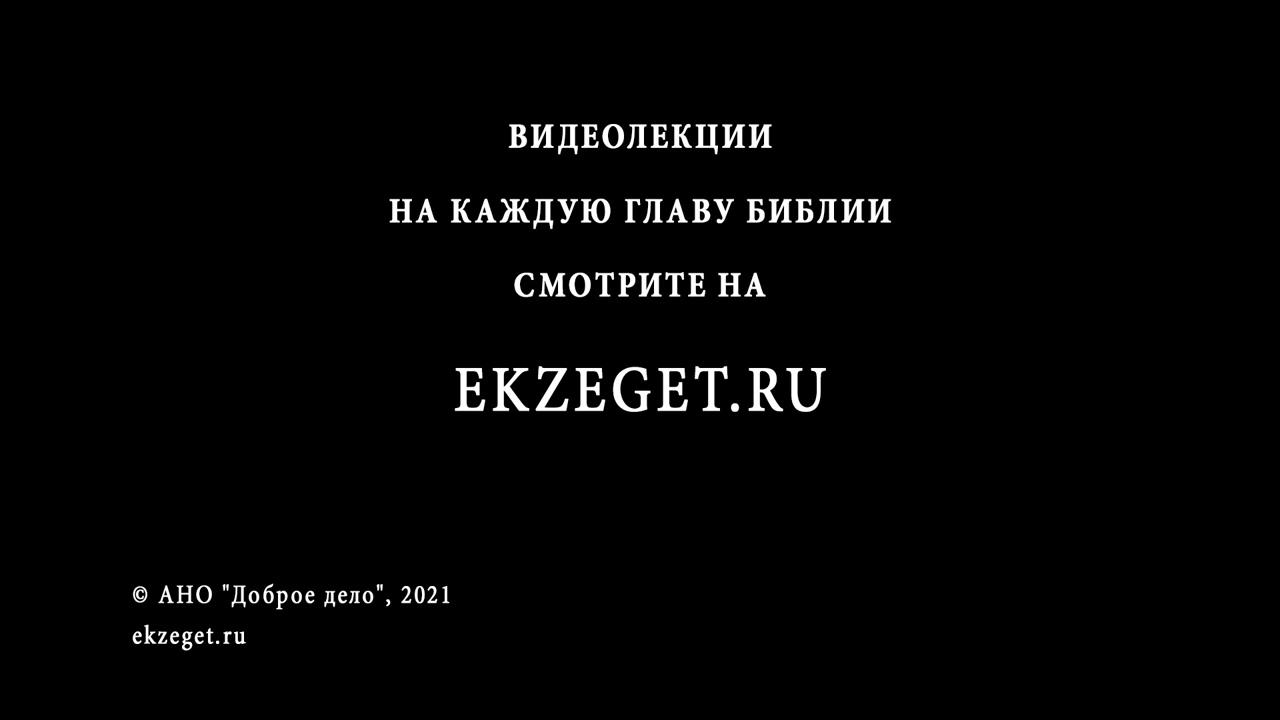 ВИДЕОЛЕКЦИИ
НА КАЖДУЮ ГЛАВУ БИБЛИИ
СМОТРИТЕ НА
EKZEGET.RU
© АНО "Доброе дело", 2021
ekzeget.ru